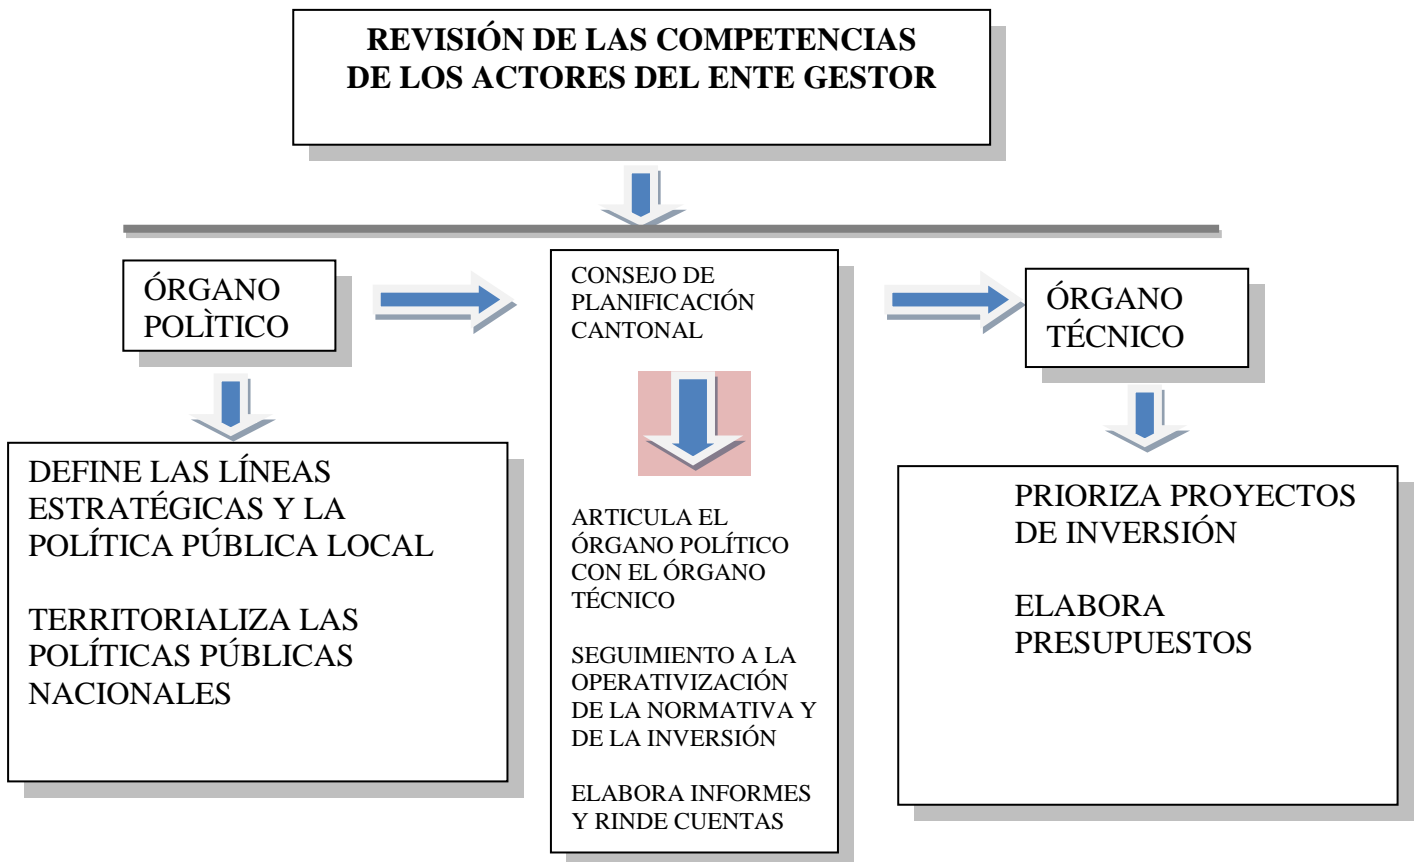 REVISIÓN DE LAS COMPETENCIAS
DE LOS ACTORES DEL ENTE GESTOR
ÓRGANO
POLÌTICO
DEFINE LAS LÍNEAS
ESTRATÉGICAS Y LA
POLÍTICA PÚBLICA LOCAL
TERRITORIALIZA LAS
POLÍTICAS PÚBLICAS
NACIONALES
CONSEJO DE
PLANIFICACIÓN
CANTONAL
ARTICULA EL
ÓRGANO POLÍTICO
CON EL ÓRGANO
TÉCNICO
SEGUIMIENTO A LA
OPERATIVIZACIÓN
DE LA NORMATIVA Y
DE LA INVERSIÓN
ELABORA INFORMES
Y RINDE CUENTAS
ÓRGANO
TÉCNICO
PRIORIZA PROYECTOS
DE INVERSIÓN
ELABORA
PRESUPUESTOS